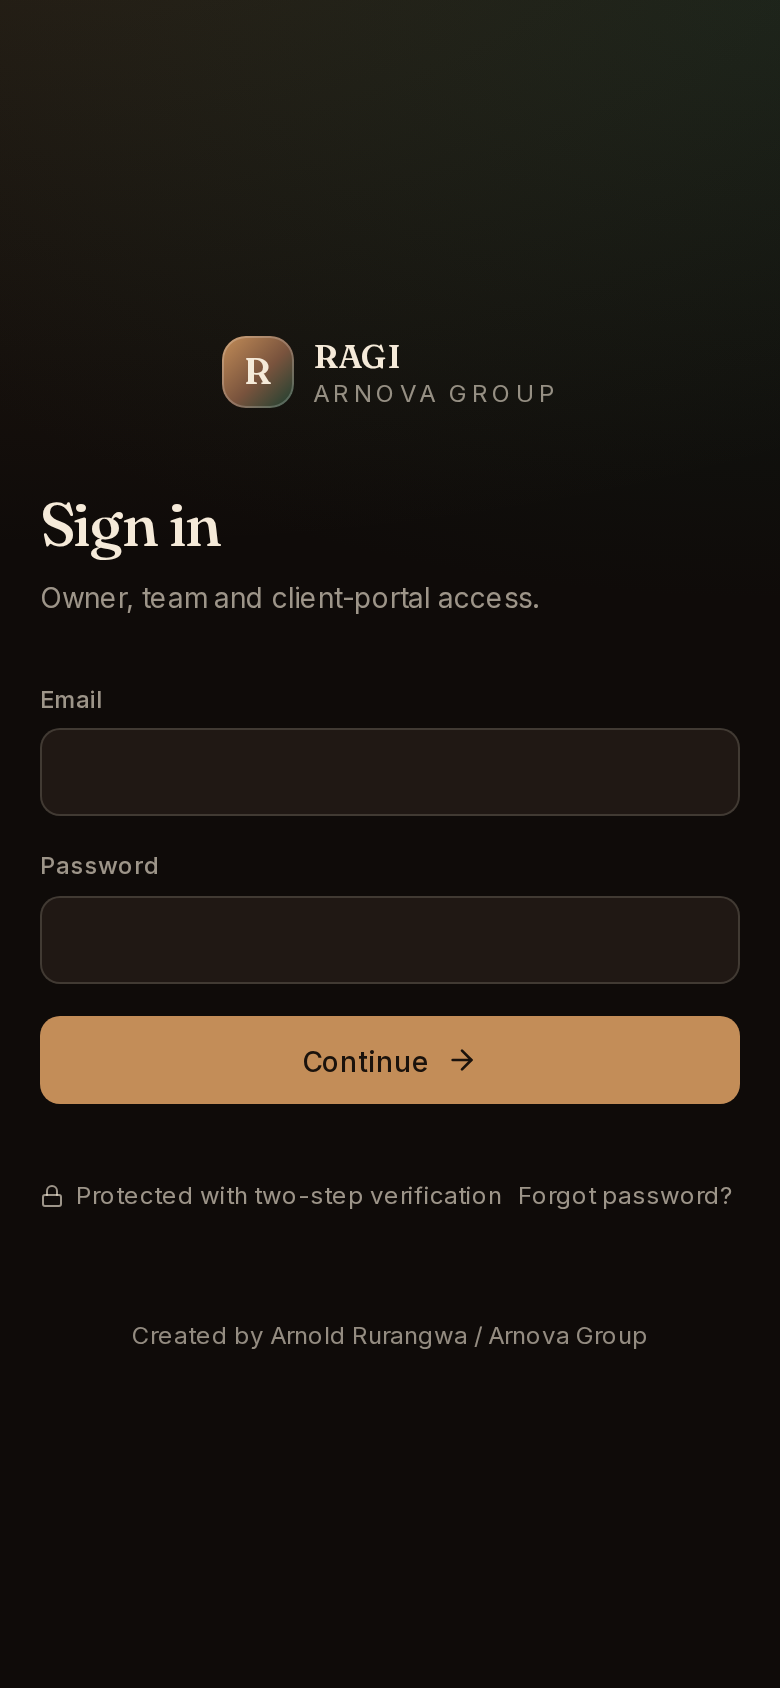 R
RAGI
ARNOVA GROUP
Sign in
Owner, team and client-portal access.
Email
Password
Continue →
Protected with two-step verification Forgot password?
Created by Arnold Rurangwa / Arnova Group